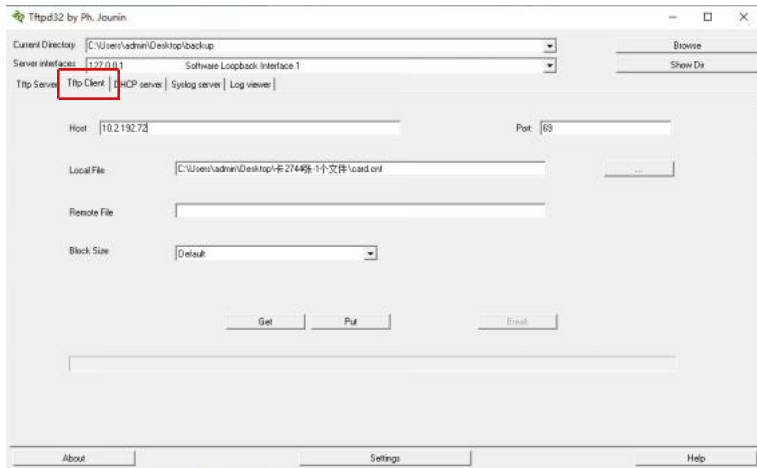 Tftpd32 by Ph. Jounin
Current Directory C:\Users\admin\Desktop\backup Browse
Server interfaces 127.0.0.1 Software Loopback Interface 1 Show Dir
Tftp Server Tftp Client DHCP server Syslog server Log viewer
Host 10.2.192.72 Port 69
Local File C:\Users\admin\Desktop\卡2744张-1个文件\card.cnf ...
Remote File
Block Size Default
Get Put Break
About Settings Help